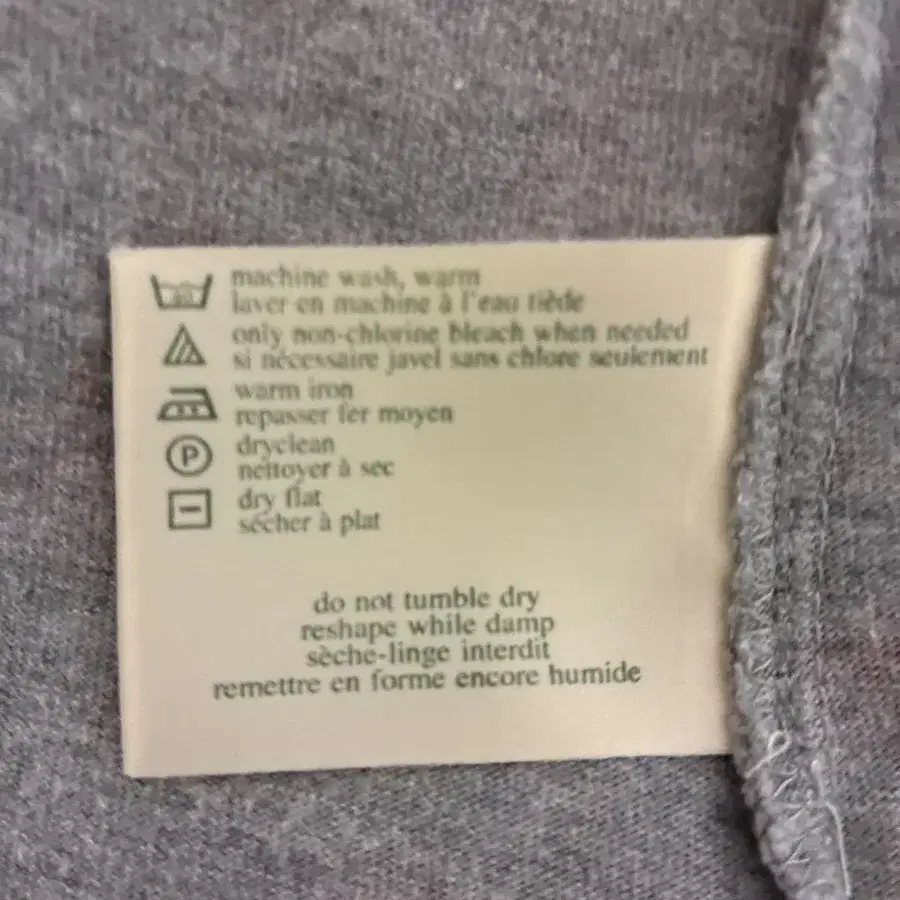 machine wash, warm
laver en machine à l'eau tiède
only non-chlorine bleach when needed
si nécessaire javel sans chlore seulement
warm iron
repasser fer moyen
P
dryclean
nettoyer à sec
dry flat
sécher à plat
do not tumble dry
reshape while damp
sèche-linge interdit
remettre en forme encore humide